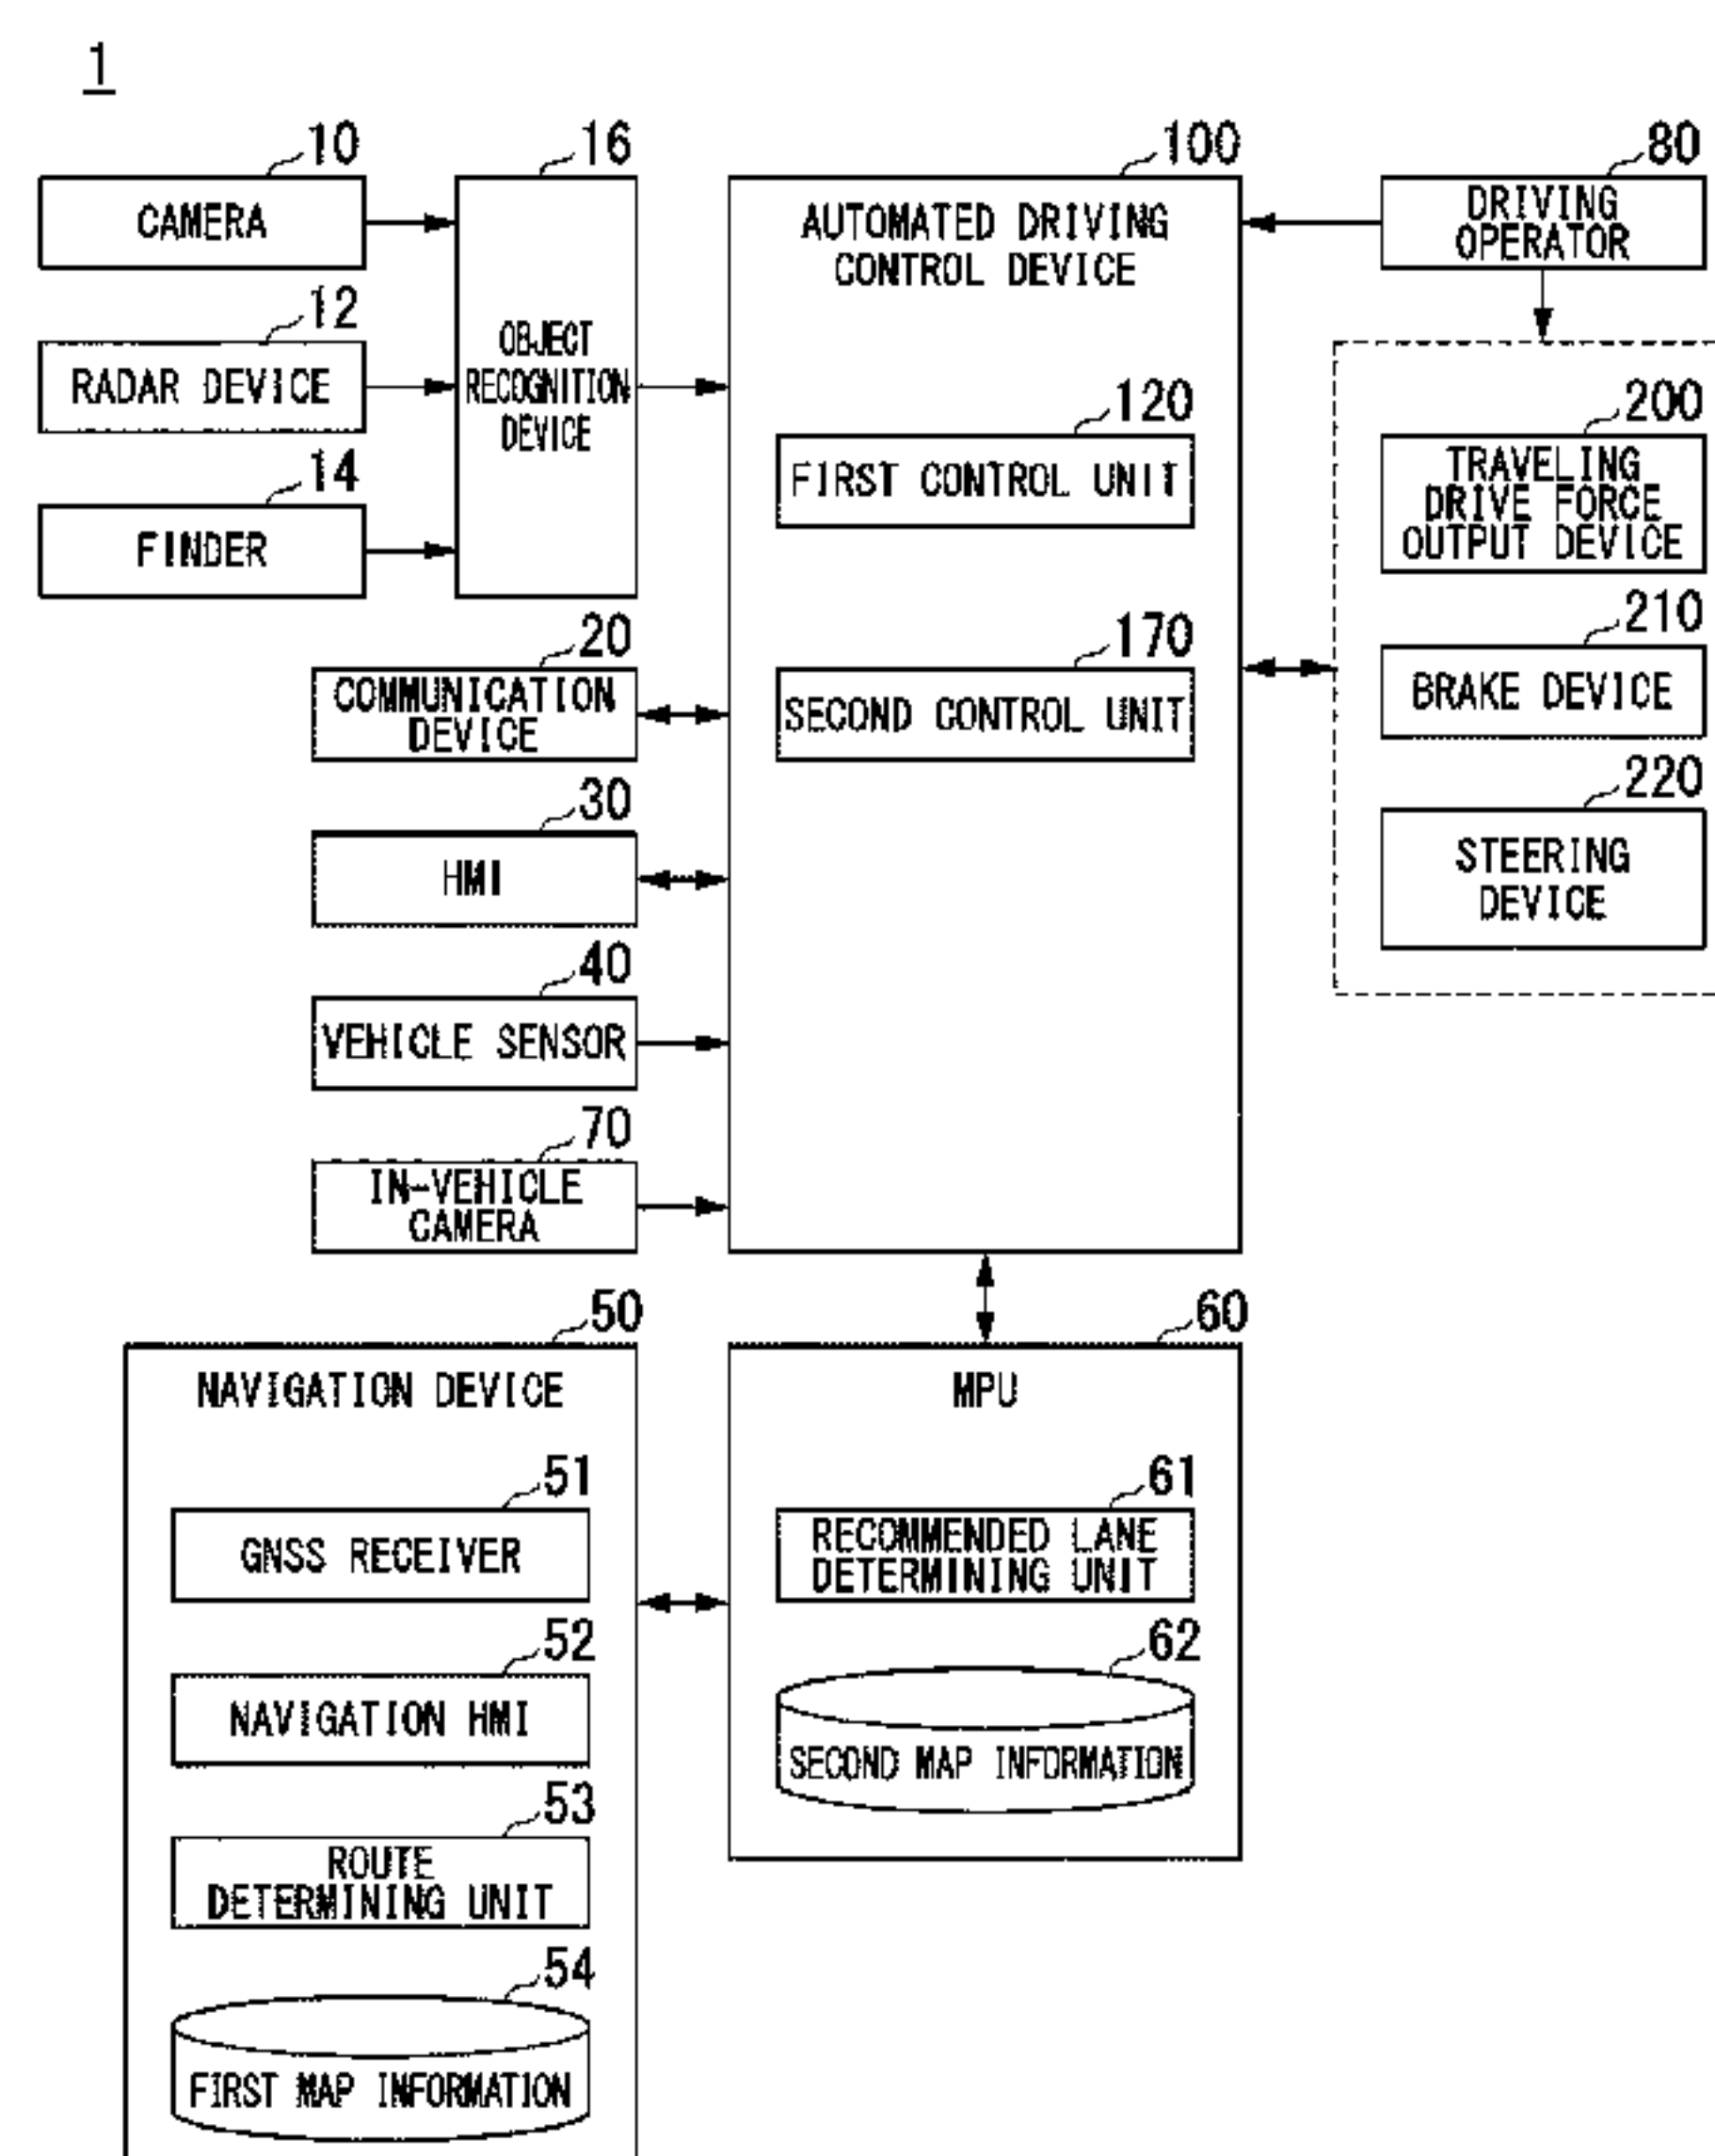 1
10
CAMERA
12
RADAR DEVICE
14
FINDER
16
OBJECT
RECOGNITION
DEVICE
20
COMMUNICATION
DEVICE
30
HMI
40
VEHICLE SENSOR
70
IN-VEHICLE
CAMERA
100
AUTOMATED DRIVING
CONTROL DEVICE
120
FIRST CONTROL UNIT
170
SECOND CONTROL UNIT
80
DRIVING
OPERATOR
200
TRAVELING
DRIVE FORCE
OUTPUT DEVICE
210
BRAKE DEVICE
220
STEERING
DEVICE
50
NAVIGATION DEVICE
51
GNSS RECEIVER
52
NAVIGATION HMI
53
ROUTE
DETERMINING UNIT
54
FIRST MAP INFORMATION
60
MPU
61
RECOMMENDED LANE
DETERMINING UNIT
62
SECOND MAP INFORMATION